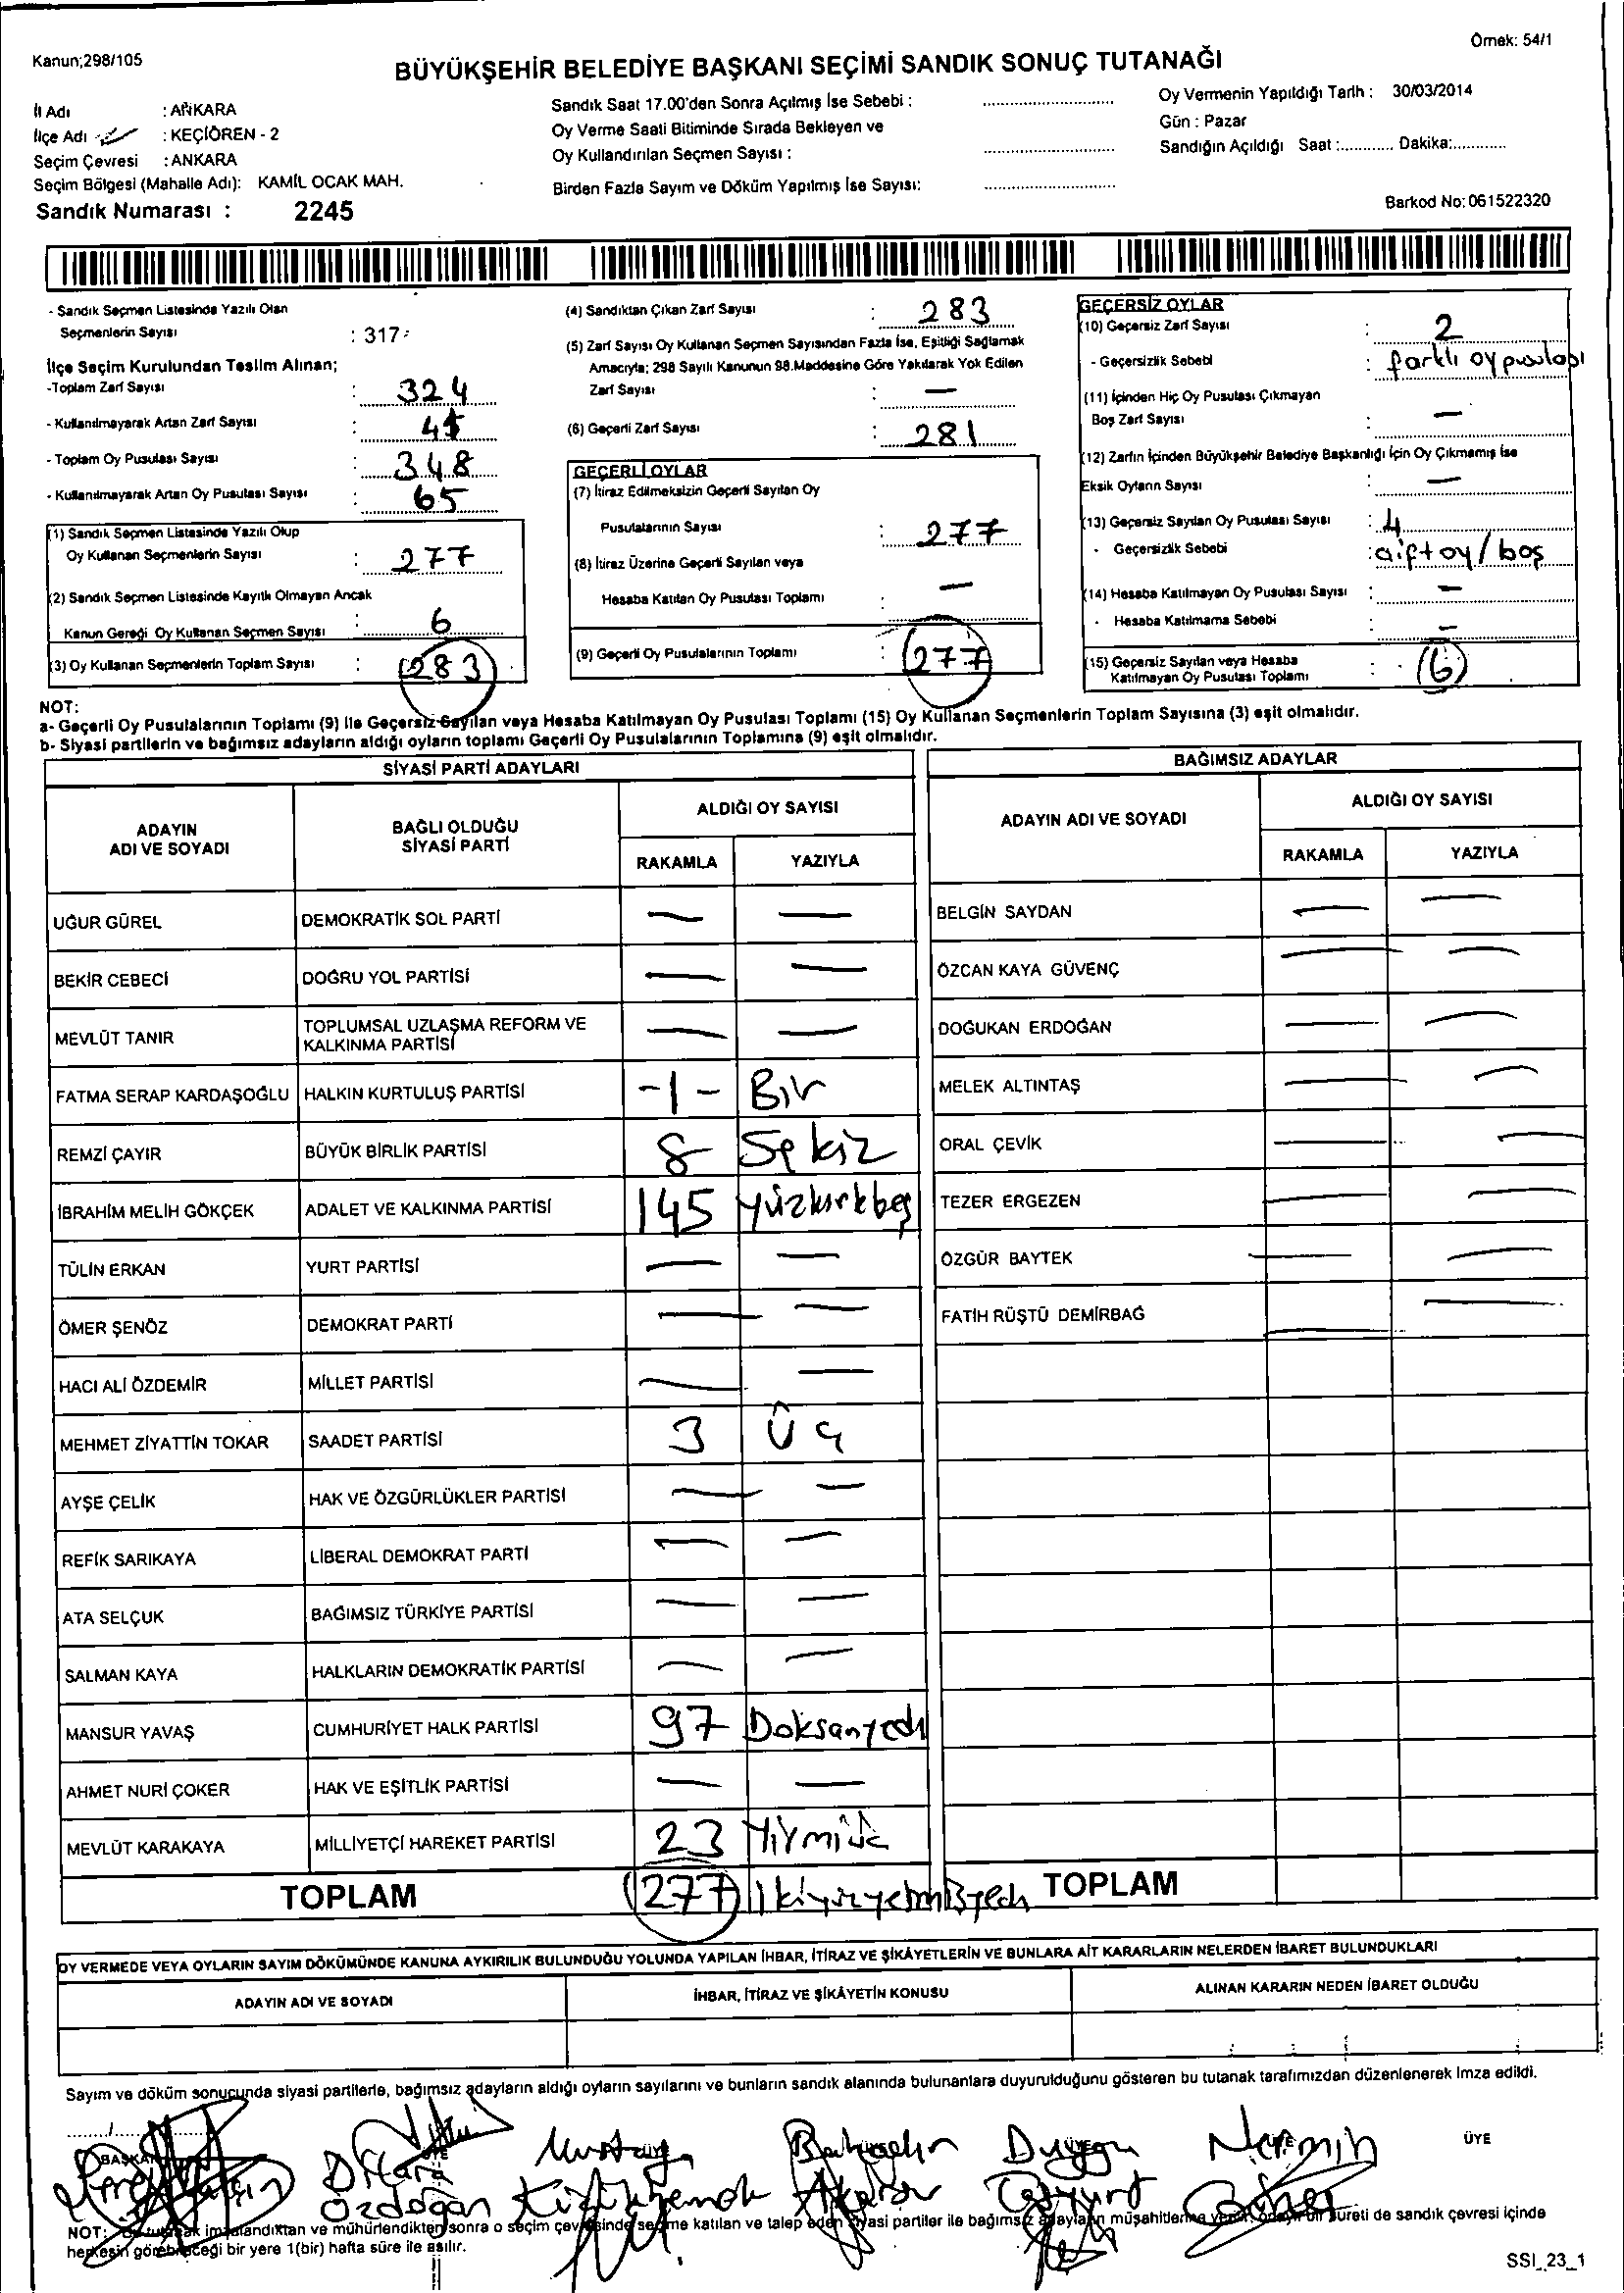 Kanun;298/105
Örnek: 54/1
BÜYÜKŞEHİR BELEDİYE BAŞKANI SEÇİMİ SANDIK SONUÇ TUTANAĞI
İl Adı : ANKARA
İlçe Adı : KEÇİÖREN - 2
Seçim Çevresi : ANKARA
Seçim Bölgesi (Mahalle Adı): KAMİL OCAK MAH.
Sandık Numarası : 2245
Sandık Saat 17.00'den Sonra Açılmış İse Sebebi :
Oy Verme Saati Bitiminde Sırada Bekleyen ve
Oy Kullandırılan Seçmen Sayısı :
Birden Fazla Sayım ve Döküm Yapılmış İse Sayısı:
Oy Vermenin Yapıldığı Tarih : 30/03/2014
Gün : Pazar
Sandığın Açıldığı Saat :............ Dakika:............
Barkod No: 061522320
- Sandık Seçmen Listesinde Yazılı Olan
Seçmenlerin Sayısı : 317
İlçe Seçim Kurulundan Teslim Alınan;
-Toplam Zarf Sayısı : 324
- Kullanılmayarak Artan Zarf Sayısı :
- Toplam Oy Pusulası Sayısı : 348
- Kullanılmayarak Artan Oy Pusulası Sayısı : 65
(1) Sandık Seçmen Listesinde Yazılı Olup
Oy Kullanan Seçmenlerin Sayısı : 277
(2) Sandık Seçmen Listesinde Kayıtlı Olmayan Ancak
Kanun Gereği Oy Kullanan Seçmen Sayısı : 6
(3) Oy Kullanan Seçmenlerin Toplam Sayısı : 283
(4) Sandıktan Çıkan Zarf Sayısı : 283
(5) Zarf Sayısı Oy Kullanan Seçmen Sayısından Fazla İse, Eşitliği Sağlamak
Amacıyla; 298 Sayılı Kanunun 98.Maddesine Göre Yakılarak Yok Edilen
Zarf Sayısı : —
(6) Geçerli Zarf Sayısı : 281
GEÇERLİ OYLAR
(7) İtiraz Edilmeksizin Geçerli Sayılan Oy
Pusulalarının Sayısı : 277
(8) İtiraz Üzerine Geçerli Sayılan veya
Hesaba Katılan Oy Pusulası Toplamı : —
(9) Geçerli Oy Pusulalarının Toplamı : 277
GEÇERSİZ OYLAR
(10) Geçersiz Zarf Sayısı : 2
- Geçersizlik Sebebi : farklı oy pusulası
(11) İçinden Hiç Oy Pusulası Çıkmayan
Boş Zarf Sayısı : —
(12) Zarfın İçinden Büyükşehir Belediye Başkanlığı İçin Oy Çıkmamış İse
Eksik Oyların Sayısı : —
(13) Geçersiz Sayılan Oy Pusulası Sayısı : 4
- Geçersizlik Sebebi : çift oy / boş
(14) Hesaba Katılmayan Oy Pusulası Sayısı : —
- Hesaba Katılmama Sebebi : —
(15) Geçersiz Sayılan veya Hesaba
Katılmayan Oy Pusulası Toplamı : (6)
NOT:
a- Geçerli Oy Pusulalarının Toplamı (9) ile Geçersiz Sayılan veya Hesaba Katılmayan Oy Pusulası Toplamı (15) Oy Kullanan Seçmenlerin Toplam Sayısına (3) eşit olmalıdır.
b- Siyasi partilerin ve bağımsız adayların aldığı oyların toplamı Geçerli Oy Pusulalarının Toplamına (9) eşit olmalıdır.
SİYASİ PARTİ ADAYLARI
ADAYIN ADI VE SOYADI
BAĞLI OLDUĞU SİYASİ PARTİ
ALDIĞI OY SAYISI
RAKAMLA YAZIYLA
UĞUR GÜREL DEMOKRATİK SOL PARTİ — —
BEKİR CEBECİ DOĞRU YOL PARTİSİ — —
MEVLÜT TANIR TOPLUMSAL UZLAŞMA REFORM VE KALKINMA PARTİSİ — —
FATMA SERAP KARDAŞOĞLU HALKIN KURTULUŞ PARTİSİ -1- Bir
REMZİ ÇAYIR BÜYÜK BİRLİK PARTİSİ 8 Sekiz
İBRAHİM MELİH GÖKÇEK ADALET VE KALKINMA PARTİSİ 145 yüzkırkbeş
TÜLİN ERKAN YURT PARTİSİ — —
ÖMER ŞENÖZ DEMOKRAT PARTİ — —
HACI ALİ ÖZDEMİR MİLLET PARTİSİ — —
MEHMET ZİYATTİN TOKAR SAADET PARTİSİ 3 Üç
AYŞE ÇELİK HAK VE ÖZGÜRLÜKLER PARTİSİ — —
REFİK SARIKAYA LİBERAL DEMOKRAT PARTİ — —
ATA SELÇUK BAĞIMSIZ TÜRKİYE PARTİSİ — —
SALMAN KAYA HALKLARIN DEMOKRATİK PARTİSİ — —
MANSUR YAVAŞ CUMHURİYET HALK PARTİSİ 97 Doksanyedi
AHMET NURİ ÇOKER HAK VE EŞİTLİK PARTİSİ — —
MEVLÜT KARAKAYA MİLLİYETÇİ HAREKET PARTİSİ 23 Yirmiüç
TOPLAM 277 ikiyüzyetmişyedi
BAĞIMSIZ ADAYLAR
ADAYIN ADI VE SOYADI
ALDIĞI OY SAYISI
RAKAMLA YAZIYLA
BELGİN SAYDAN — —
ÖZCAN KAYA GÜVENÇ — —
DOĞUKAN ERDOĞAN — —
MELEK ALTINTAŞ — —
ORAL ÇEVİK — —
TEZER ERGEZEN — —
ÖZGÜR BAYTEK — —
FATİH RÜŞTÜ DEMİRBAĞ — —
TOPLAM
OY VERMEDE VEYA OYLARIN SAYIM DÖKÜMÜNDE KANUNA AYKIRILIK BULUNDUĞU YOLUNDA YAPILAN İHBAR, İTİRAZ VE ŞİKÂYETLERİN VE BUNLARA AİT KARARLARIN NELERDEN İBARET BULUNDUKLARI
ADAYIN ADI VE SOYADI
İHBAR, İTİRAZ VE ŞİKÂYETİN KONUSU
ALINAN KARARIN NEDEN İBARET OLDUĞU
Sayım ve döküm sonucunda siyasi partilerle, bağımsız adayların aldığı oyların sayılarını ve bunların sandık alanında bulunanlara duyurulduğunu gösteren bu tutanak tarafımızdan düzenlenerek imza edildi.
BAŞKAN
Dilara Özdoğan
Mustafa
Duygu
Nermin
ÜYE
NOT: Bu tutanak imzalandıktan ve mühürlendikten sonra o seçim çevresinde seçime katılan ve talep eden siyasi partiler ile bağımsız adayların müşahitlerine verilir, onaylı bir sureti de sandık çevresi içinde
herkesin görebileceği bir yere 1(bir) hafta süre ile asılır.
SSI_23_1